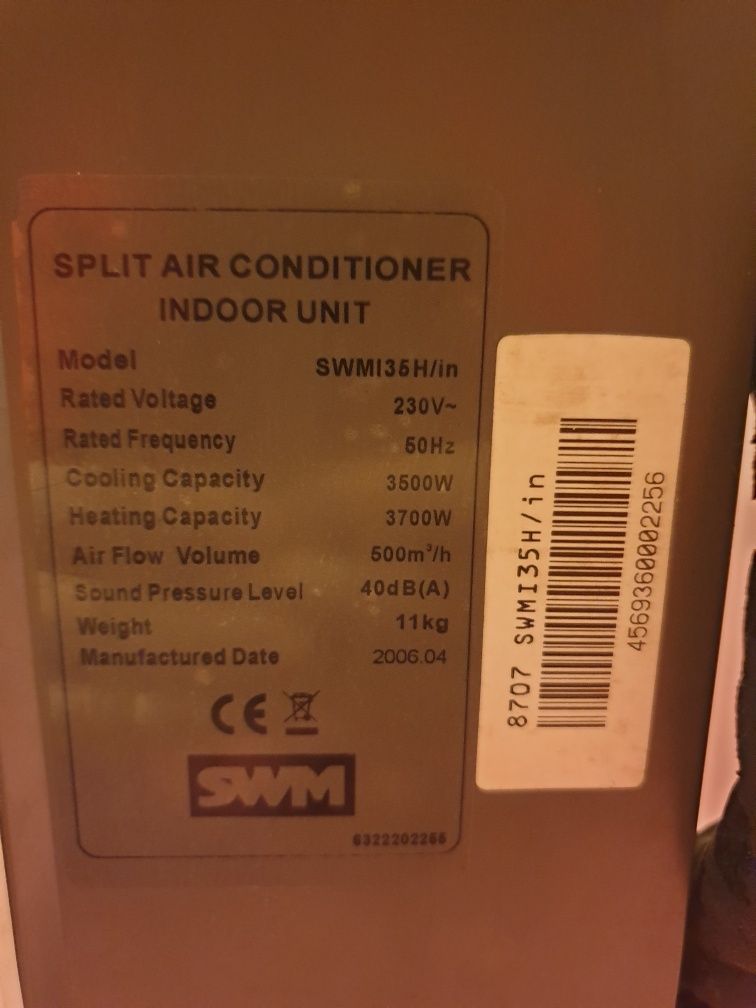 SPLIT AIR CONDITIONER
INDOOR UNIT
Model SWMI35H/in
Rated Voltage 230V~
Rated Frequency 50Hz
Cooling Capacity 3500W
Heating Capacity 3700W
Air Flow Volume 500m³/h
Sound Pressure Level 40dB(A)
Weight 11kg
Manufactured Date 2006.04
CE
SWM
6322202255
8707 SWMI35H/in
4569360002256